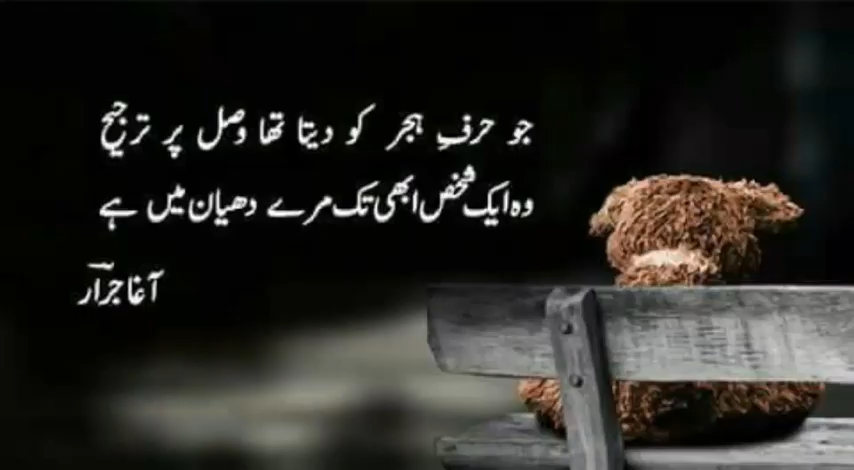 جو حرفِ ہجر کو دیتا تھا وصل پر ترجیح
وہ ایک شخص ابھی تک مرے دھیان میں ہے
آغا جرار